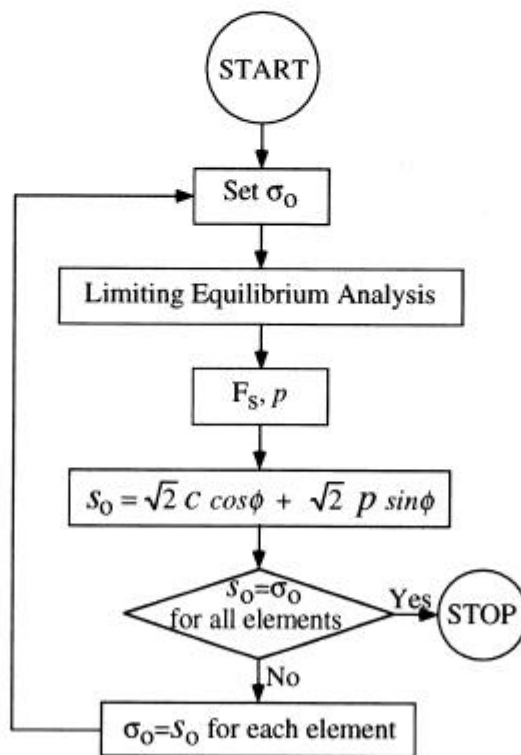 START
Set σo
Limiting Equilibrium Analysis
Fs, p
so = √2 c cosϕ + √2 p sinϕ
so=σo
for all elements
Yes
STOP
No
σo=so for each element